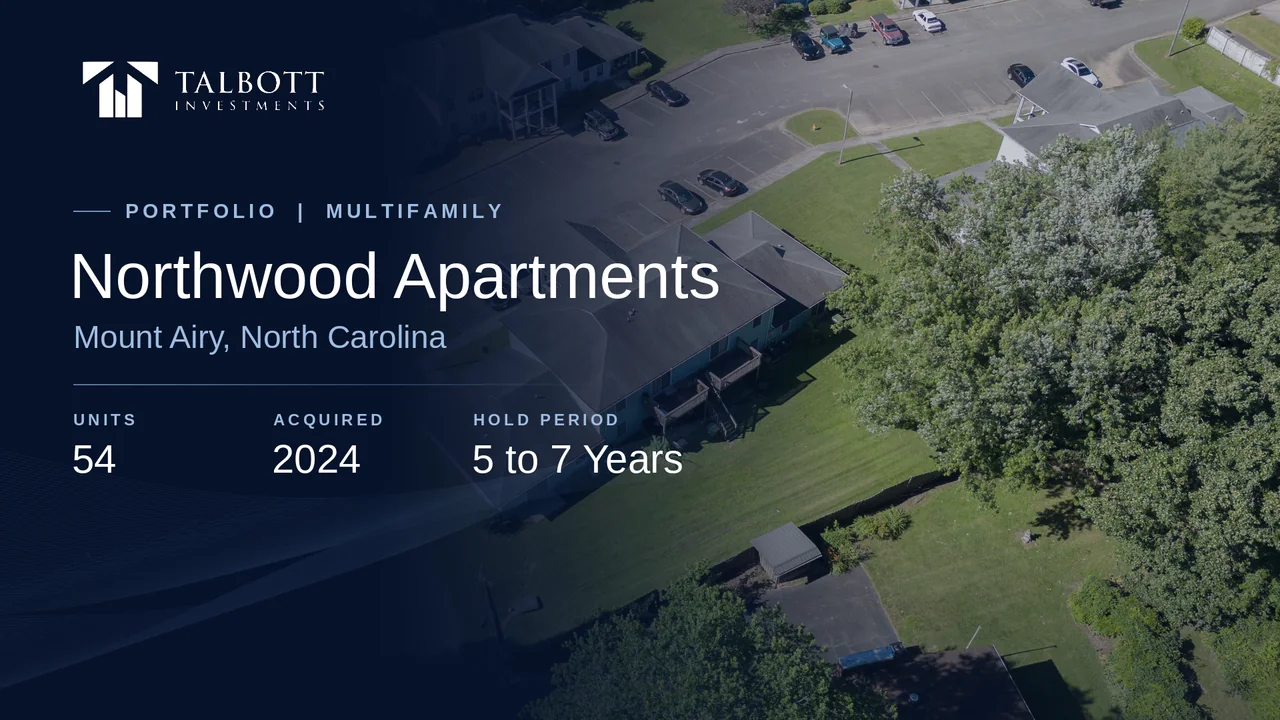 TALBOTT
INVESTMENTS
PORTFOLIO | MULTIFAMILY
Northwood Apartments
Mount Airy, North Carolina
UNITS ACQUIRED HOLD PERIOD
54 2024 5 to 7 Years